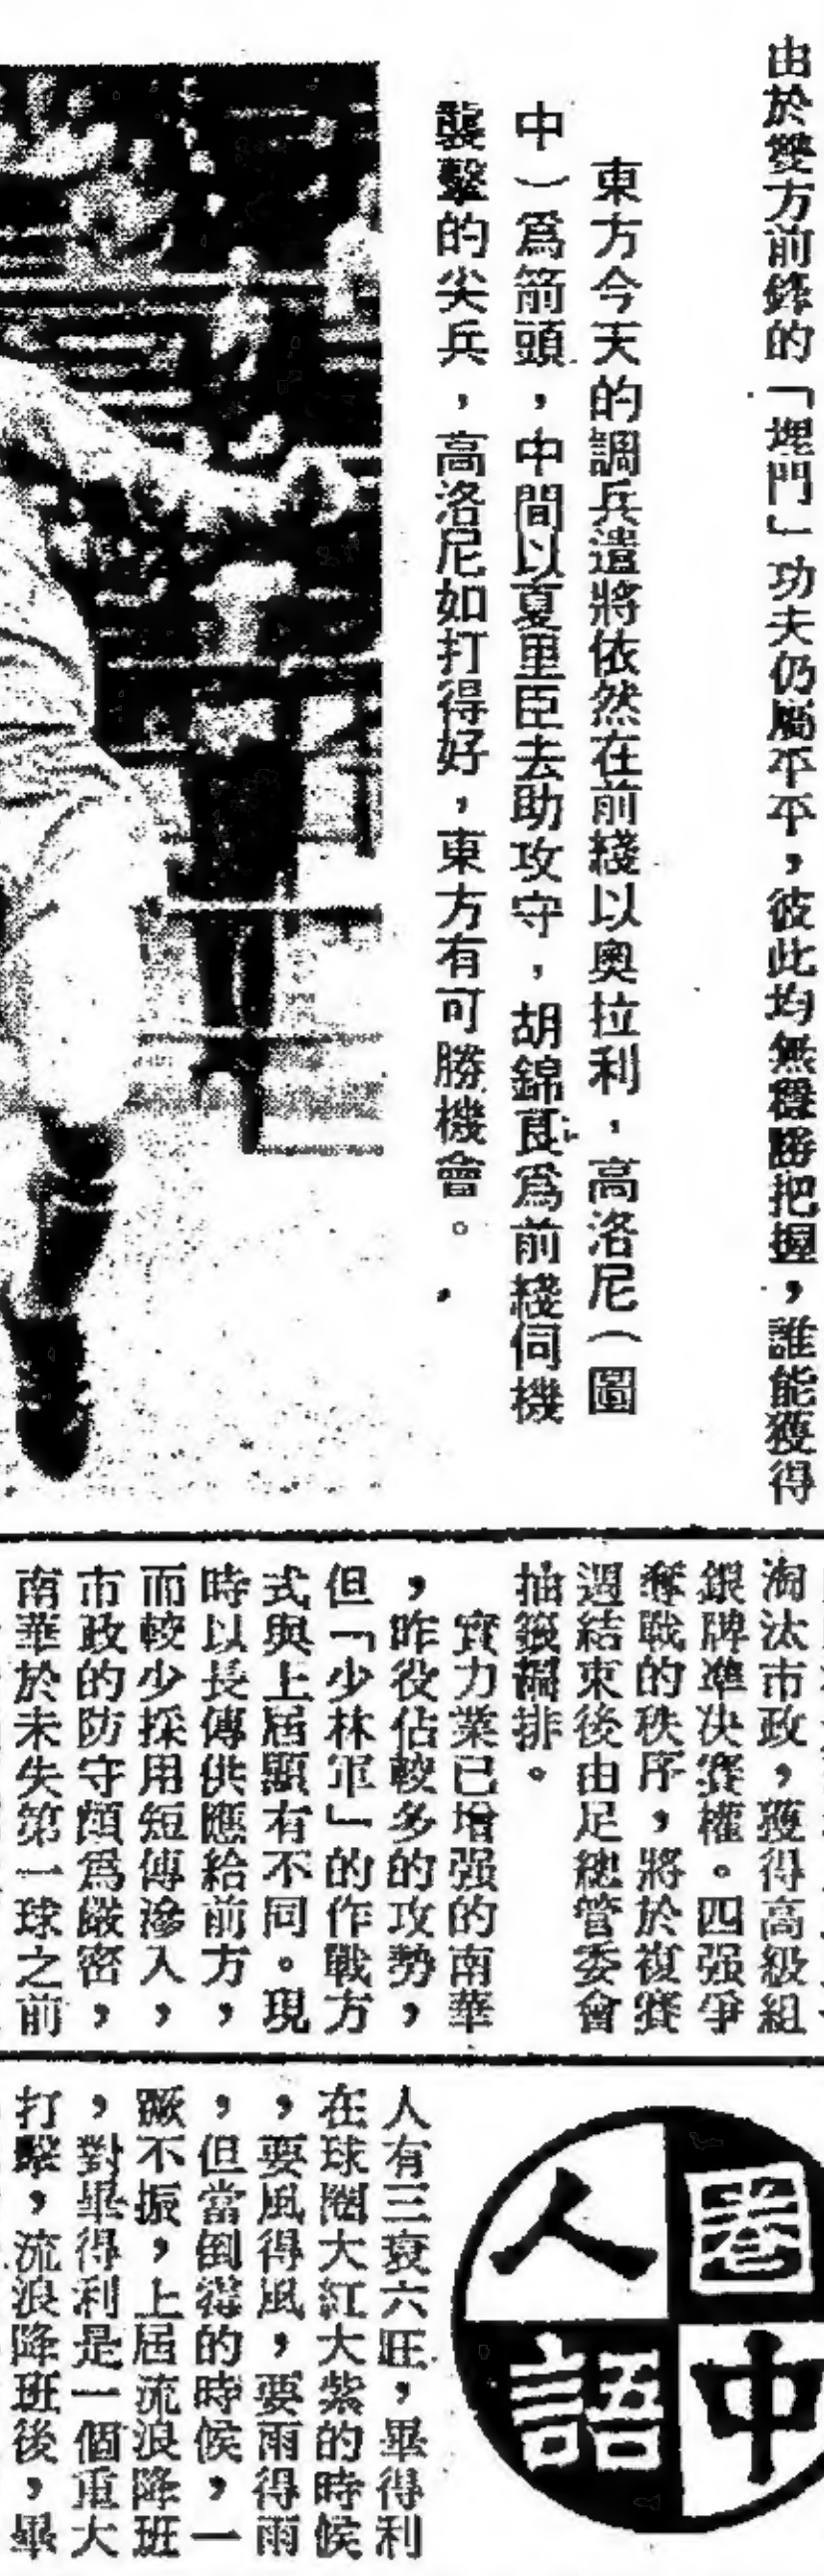 由於雙方前鋒的「埋門」功夫仍屬平平，彼此均無穩勝把握，誰能獲得
東方今天的調兵遣將依然在前綫以奧拉利，高洛尼（圖
中）爲箭頭，中間以夏里臣去助攻守，胡錦良爲前綫伺機
襲擊的尖兵，高洛尼如打得好，東方有可勝機會。
淘汰市政，獲得高級組
銀牌準決賽權。四强爭
奪戰的秩序，將於複賽
週結束後由足總管委會
抽籤編排。
實力業已增强的南華
，昨役佔較多的攻勢，
但「少林軍」的作戰方
式與上屆顯有不同。現
時以長傳供應給前方，
而較少採用短傳滲入，
市政的防守頗爲嚴密，
南華於未失第一球之前
圈中人語
人有三衰六旺，畢得利
在球圈大紅大紫的時候
，要風得風，要雨得雨
，但當倒霉的時候，一
蹶不振，上屆流浪降班
，對畢得利是一個重大
打擊，流浪降班後，畢